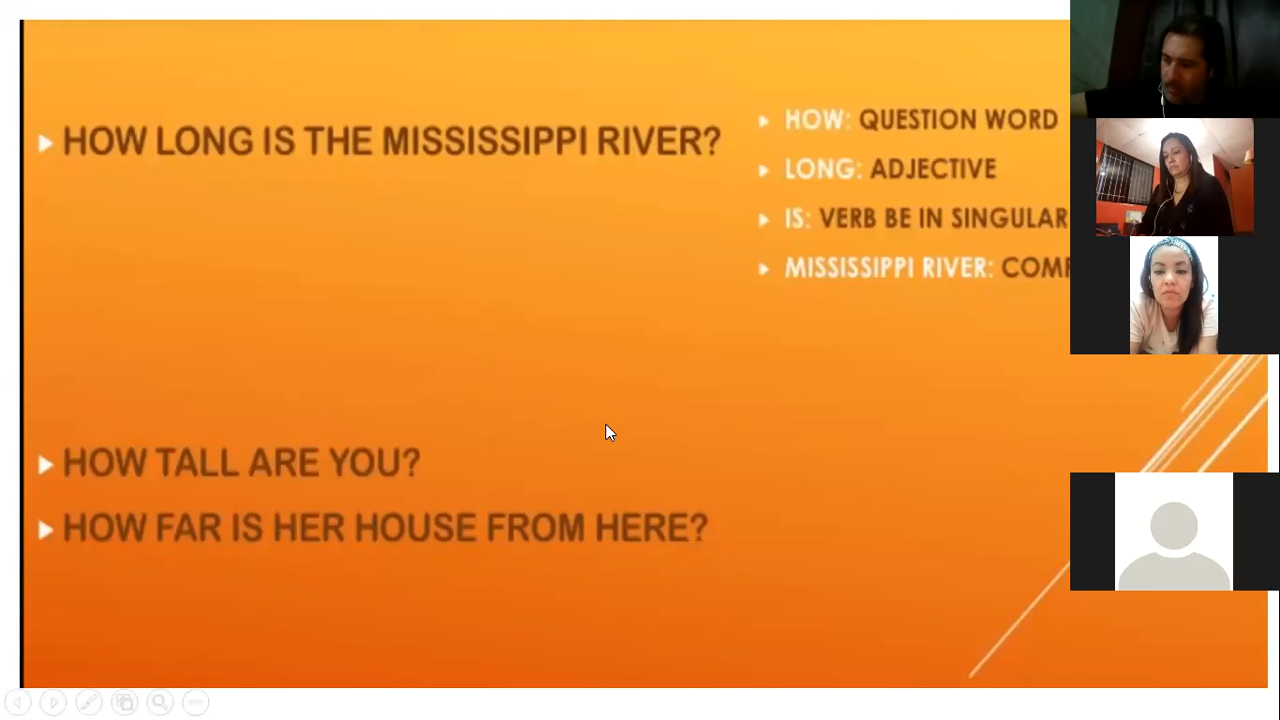 HOW LONG IS THE MISSISSIPPI RIVER?
HOW TALL ARE YOU?
HOW FAR IS HER HOUSE FROM HERE?
HOW: QUESTION WORD
LONG: ADJECTIVE
IS: VERB BE IN SINGULAR
MISSISSIPPI RIVER: